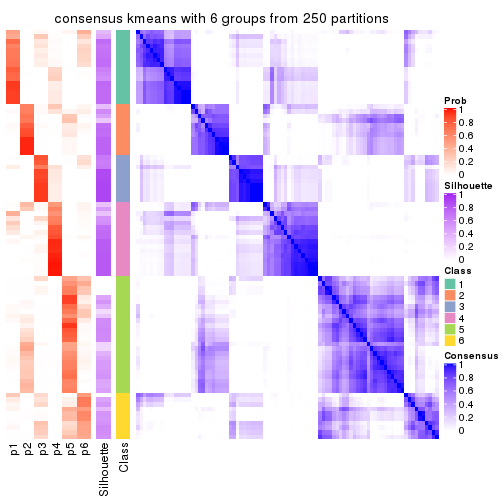 consensus kmeans with 6 groups from 250 partitions
Prob
1
0.8
0.6
0.4
0.2
0
Silhouette
1
0.8
0.6
0.4
0.2
0
Class
1
2
3
4
5
6
Consensus
1
0.8
0.6
0.4
0.2
0
p1
p2
p3
p4
p5
p6
Silhouette
Class